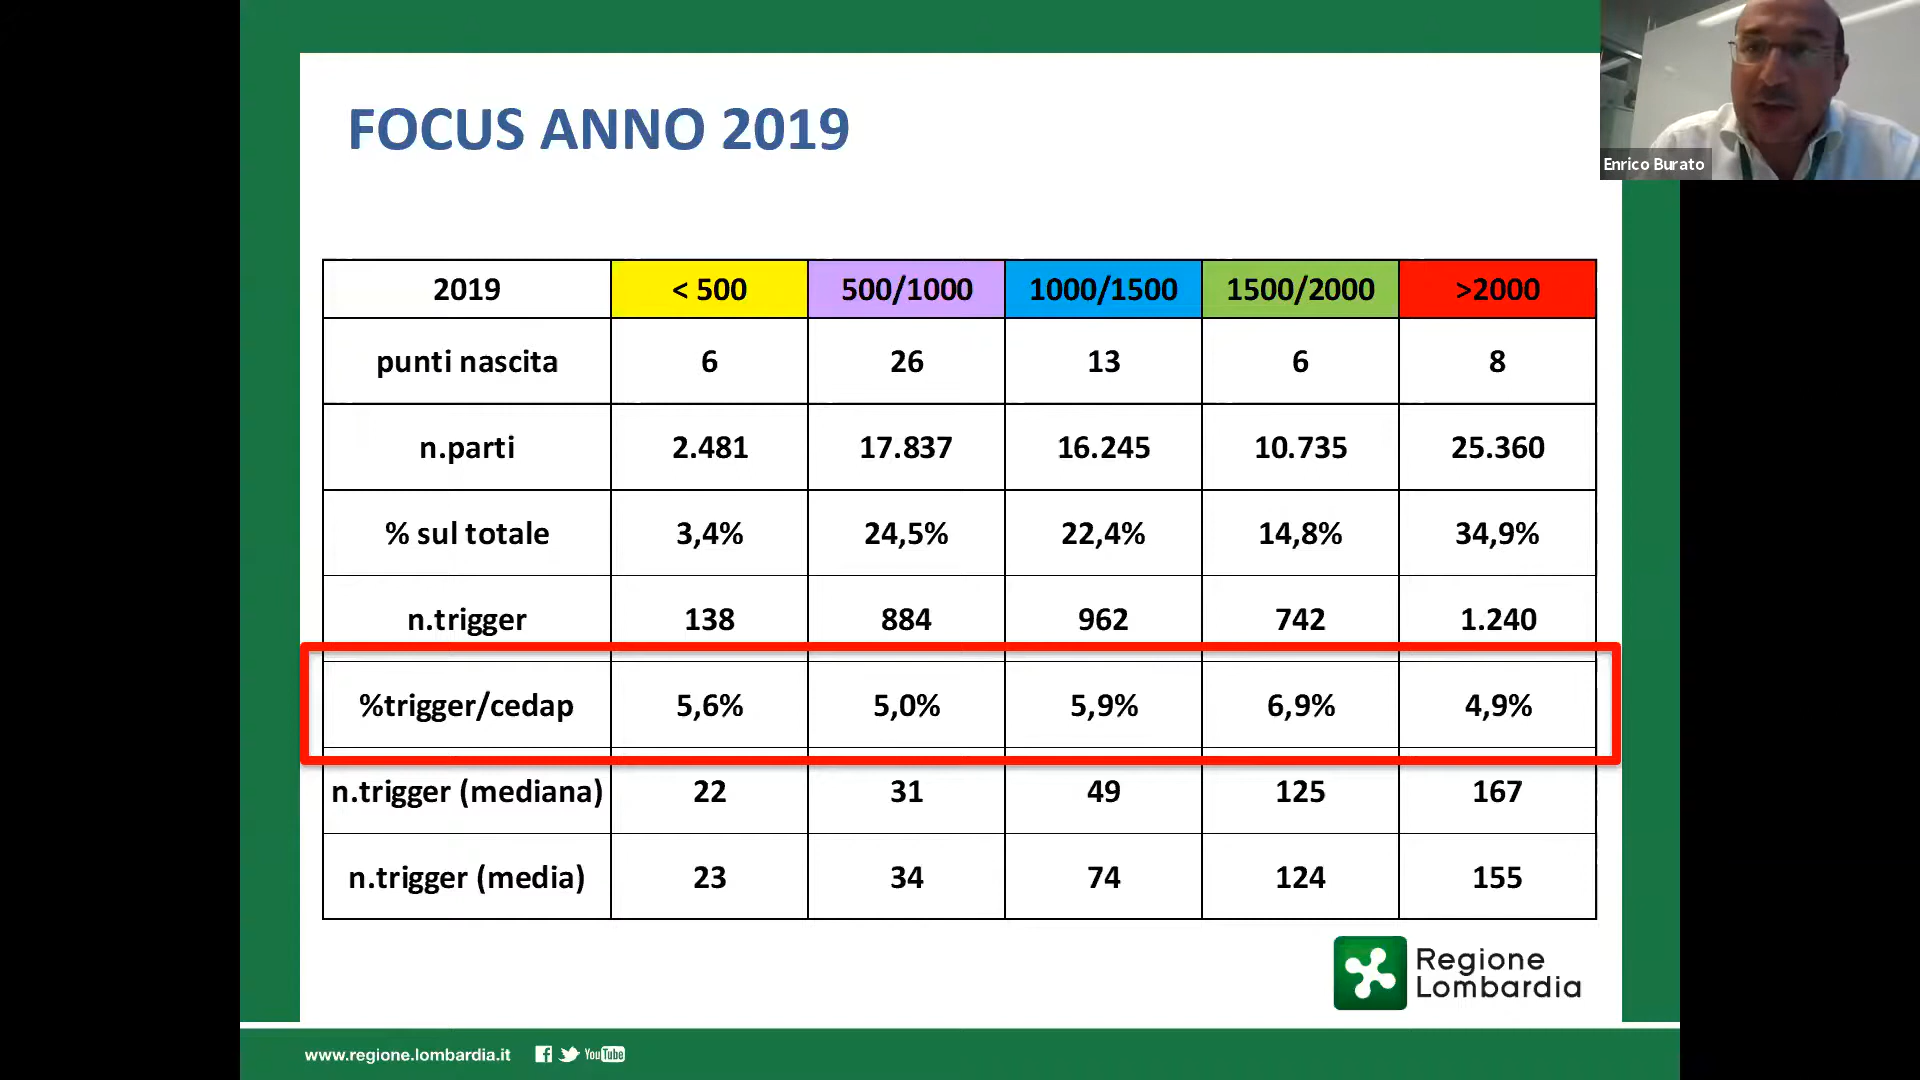 FOCUS ANNO 2019
Enrico Burato
2019 < 500 500/1000 1000/1500 1500/2000 >2000
punti nascita 6 26 13 6 8
n.parti 2.481 17.837 16.245 10.735 25.360
% sul totale 3,4% 24,5% 22,4% 14,8% 34,9%
n.trigger 138 884 962 742 1.240
%trigger/cedap 5,6% 5,0% 5,9% 6,9% 4,9%
n.trigger (mediana) 22 31 49 125 167
n.trigger (media) 23 34 74 124 155
Regione
Lombardia
www.regione.lombardia.it YouTube